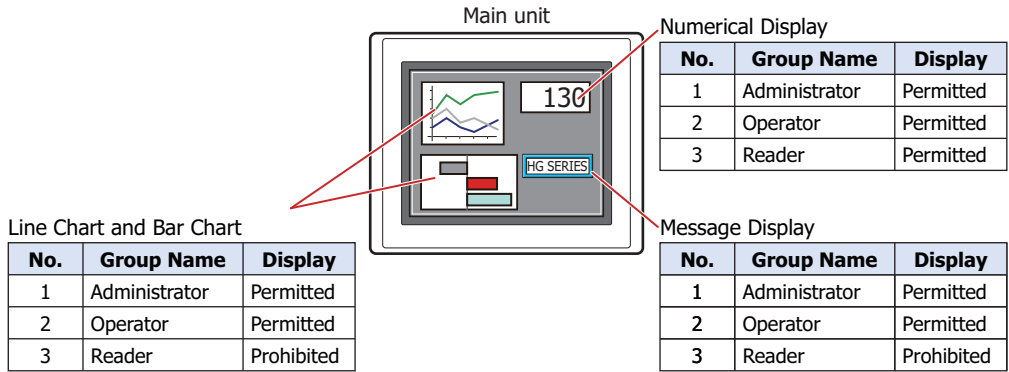 Main unit
130
HG SERIES
Numerical Display
No. Group Name Display
1 Administrator Permitted
2 Operator Permitted
3 Reader Permitted
Line Chart and Bar Chart
No. Group Name Display
1 Administrator Permitted
2 Operator Permitted
3 Reader Prohibited
Message Display
No. Group Name Display
1 Administrator Permitted
2 Operator Permitted
3 Reader Prohibited